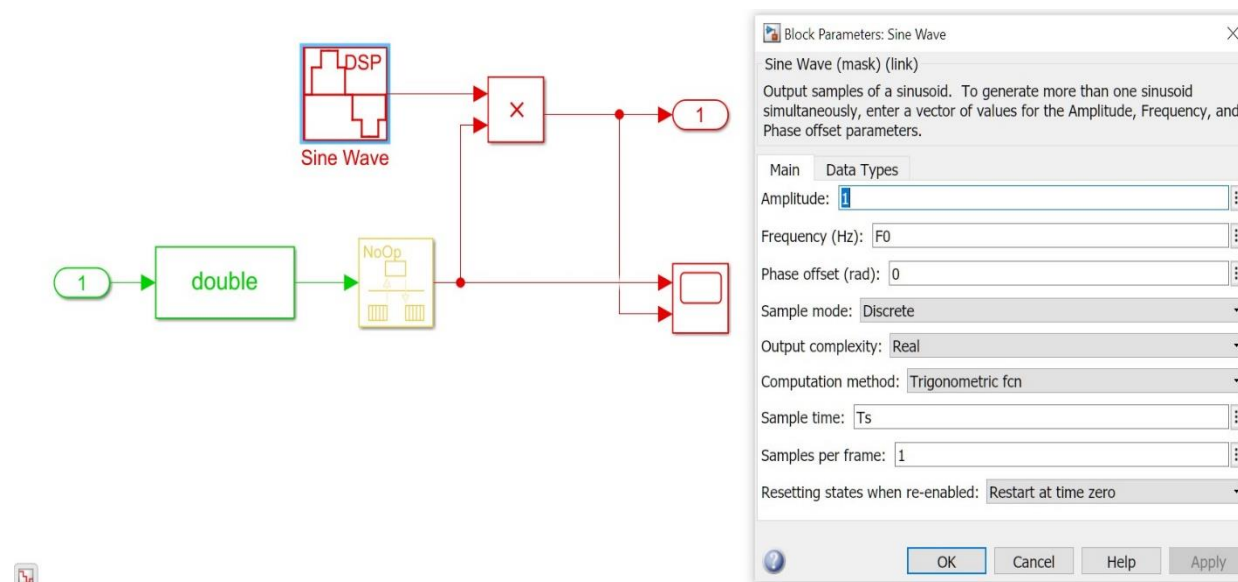 DSP
X
1
Sine Wave
NoOp
1
double
Block Parameters: Sine Wave
Sine Wave (mask) (link)
Output samples of a sinusoid. To generate more than one sinusoid
simultaneously, enter a vector of values for the Amplitude, Frequency, and
Phase offset parameters.
Main Data Types
Amplitude: 1
Frequency (Hz): F0
Phase offset (rad): 0
Sample mode: Discrete
Output complexity: Real
Computation method: Trigonometric fcn
Sample time: Ts
Samples per frame: 1
Resetting states when re-enabled: Restart at time zero
OK Cancel Help Apply